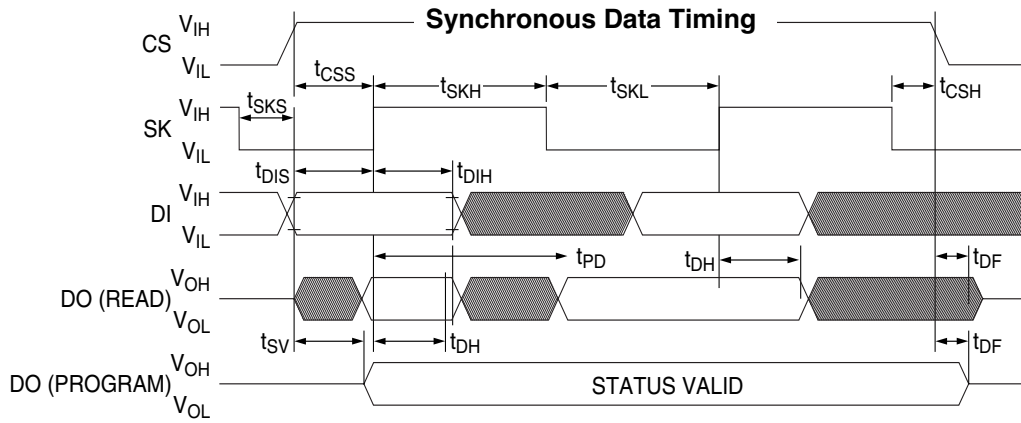 Synchronous Data Timing
CS
VIH
VIL
tCSS
tSKH
tSKL
tCSH
SK
VIH
VIL
tSKS
tDIS
tDIH
DI
VIH
VIL
tPD
tDH
tDF
DO (READ)
VOH
VOL
tSV
tDH
tDF
DO (PROGRAM)
VOH
VOL
STATUS VALID